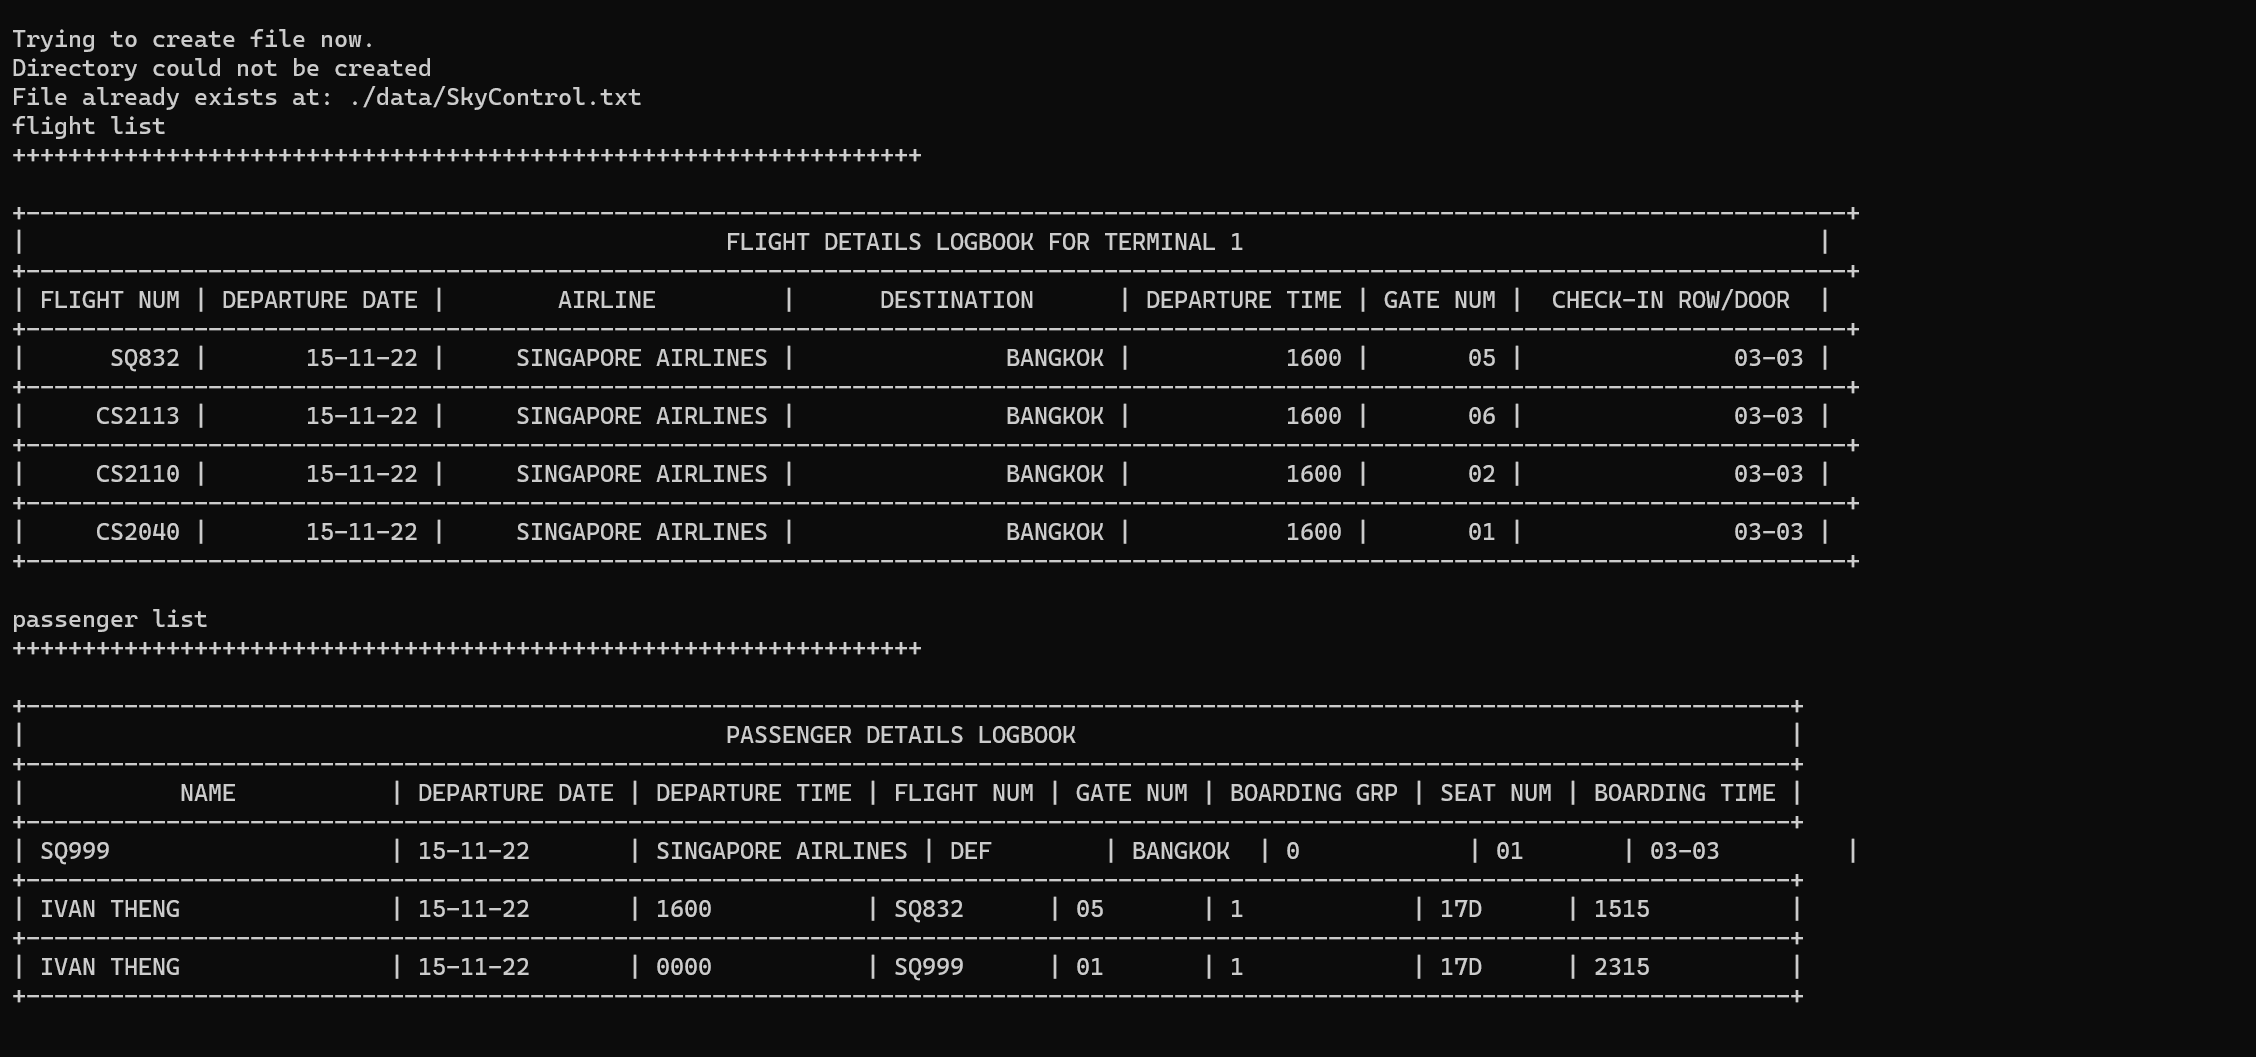 Trying to create file now.
Directory could not be created
File already exists at: ./data/SkyControl.txt
flight list
+++++++++++++++++++++++++++++++++++++++++++++++++++++++++++++++++
+----------------------------------------------------------------------------------------------------------------------------------+
| FLIGHT DETAILS LOGBOOK FOR TERMINAL 1 |
+----------------------------------------------------------------------------------------------------------------------------------+
| FLIGHT NUM | DEPARTURE DATE | AIRLINE | DESTINATION | DEPARTURE TIME | GATE NUM | CHECK-IN ROW/DOOR |
+----------------------------------------------------------------------------------------------------------------------------------+
| SQ832 | 15-11-22 | SINGAPORE AIRLINES | BANGKOK | 1600 | 05 | 03-03 |
+----------------------------------------------------------------------------------------------------------------------------------+
| CS2113 | 15-11-22 | SINGAPORE AIRLINES | BANGKOK | 1600 | 06 | 03-03 |
+----------------------------------------------------------------------------------------------------------------------------------+
| CS2110 | 15-11-22 | SINGAPORE AIRLINES | BANGKOK | 1600 | 02 | 03-03 |
+----------------------------------------------------------------------------------------------------------------------------------+
| CS2040 | 15-11-22 | SINGAPORE AIRLINES | BANGKOK | 1600 | 01 | 03-03 |
+----------------------------------------------------------------------------------------------------------------------------------+
passenger list
+++++++++++++++++++++++++++++++++++++++++++++++++++++++++++++++++
+------------------------------------------------------------------------------------------------------------------------------+
| PASSENGER DETAILS LOGBOOK |
+------------------------------------------------------------------------------------------------------------------------------+
| NAME | DEPARTURE DATE | DEPARTURE TIME | FLIGHT NUM | GATE NUM | BOARDING GRP | SEAT NUM | BOARDING TIME |
+------------------------------------------------------------------------------------------------------------------------------+
| SQ999 | 15-11-22 | SINGAPORE AIRLINES | DEF | BANGKOK | 0 | 01 | 03-03 |
+------------------------------------------------------------------------------------------------------------------------------+
| IVAN THENG | 15-11-22 | 1600 | SQ832 | 05 | 1 | 17D | 1515 |
+------------------------------------------------------------------------------------------------------------------------------+
| IVAN THENG | 15-11-22 | 0000 | SQ999 | 01 | 1 | 17D | 2315 |
+------------------------------------------------------------------------------------------------------------------------------+